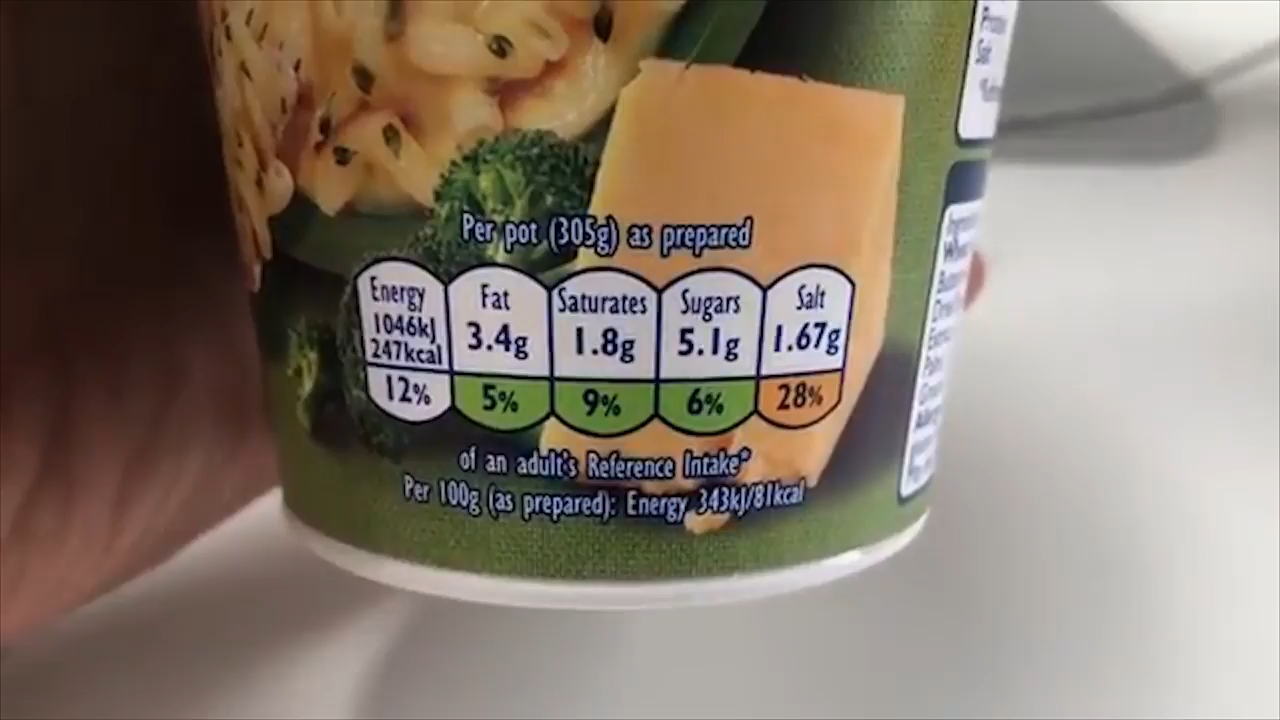 Per pot (305g) as prepared
Energy Fat Saturates Sugars Salt
1046kJ 3.4g 1.8g 5.1g 1.67g
247kcal
12% 5% 9% 6% 28%
of an adult's Reference Intake*
Per 100g (as prepared): Energy 343kJ/81kcal